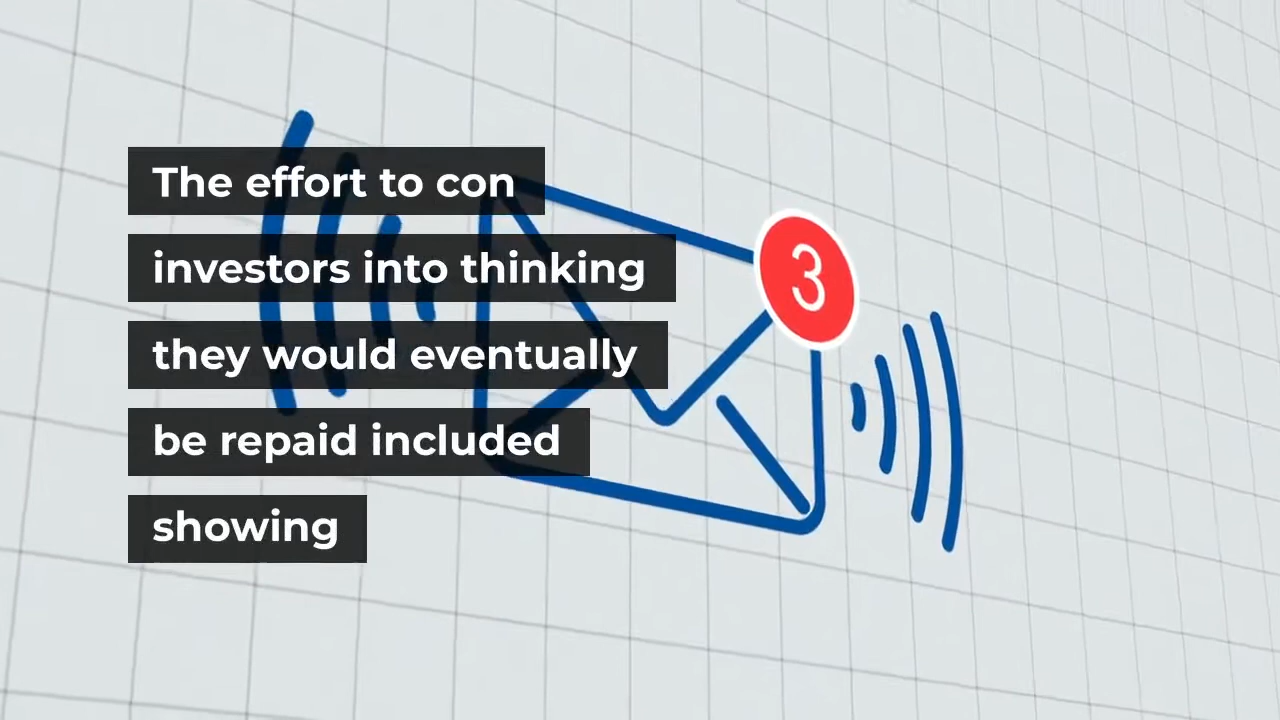 The effort to con
investors into thinking
they would eventually
be repaid included
showing
3